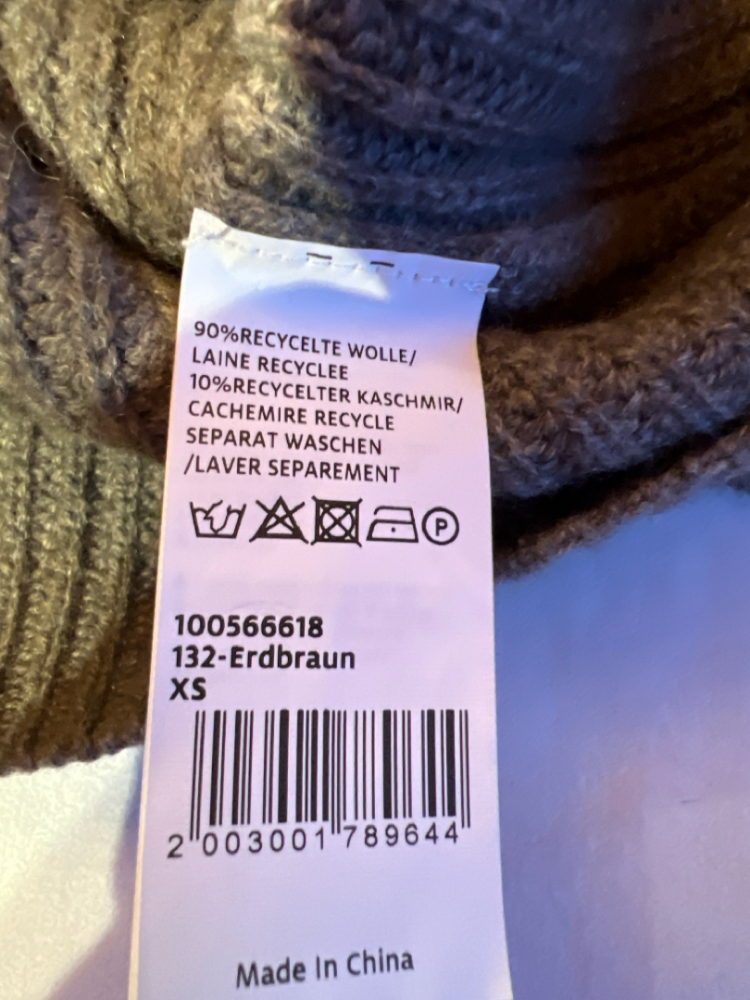 90%RECYCELTE WOLLE/
LAINE RECYCLEE
10%RECYCELTER KASCHMIR/
CACHEMIRE RECYCLE
SEPARAT WASCHEN
/LAVER SEPAREMENT
P
100566618
132-Erdbraun
XS
2 003001 789644
Made In China